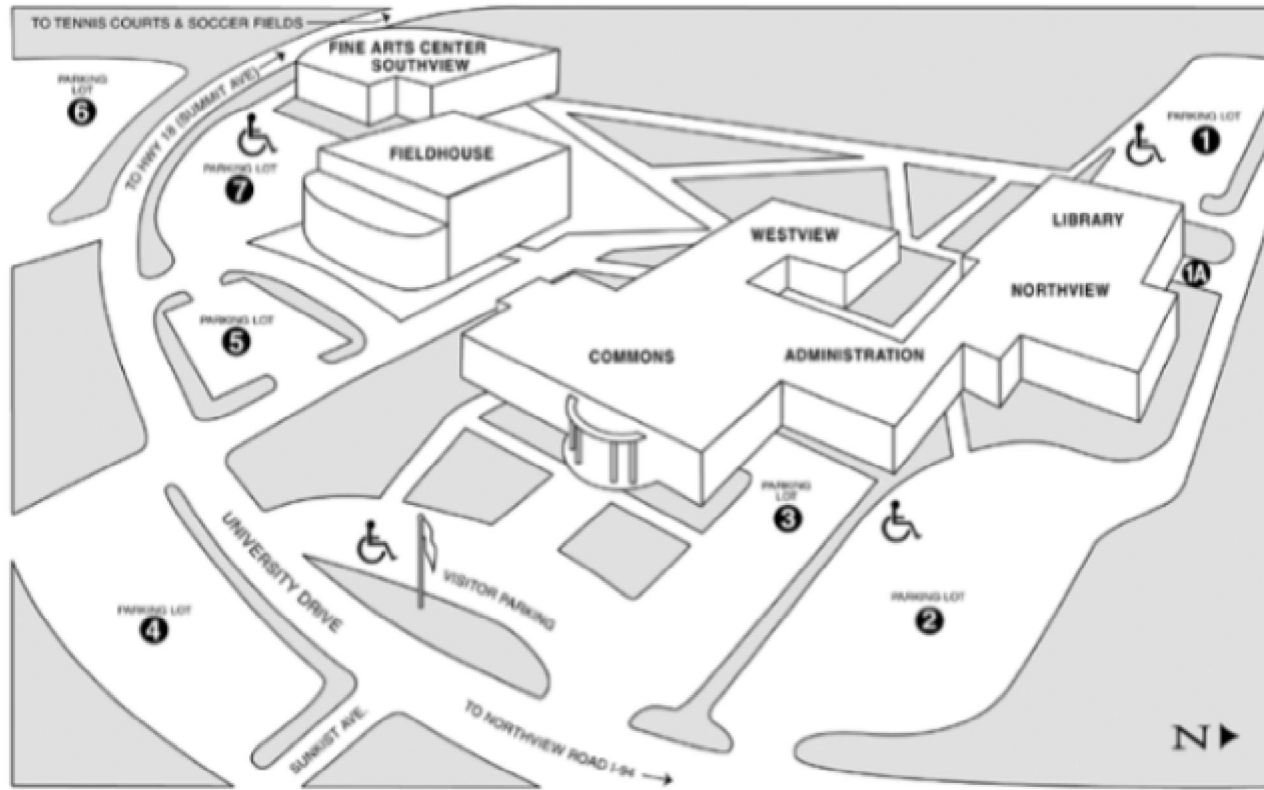 TO TENNIS COURTS & SOCCER FIELDS
FINE ARTS CENTER
SOUTHVIEW
PARKING
LOT
6
TO HWY 18 (SUMMIT AVE)
PARKING LOT
1
FIELDHOUSE
PARKING LOT
7
LIBRARY
WESTVIEW
1A
NORTHVIEW
PARKING LOT
5
COMMONS
ADMINISTRATION
PARKING
LOT
3
UNIVERSITY DRIVE
VISITOR PARKING
PARKING LOT
4
PARKING LOT
2
TO NORTHVIEW ROAD I-94
SUNKIST AVE.
N